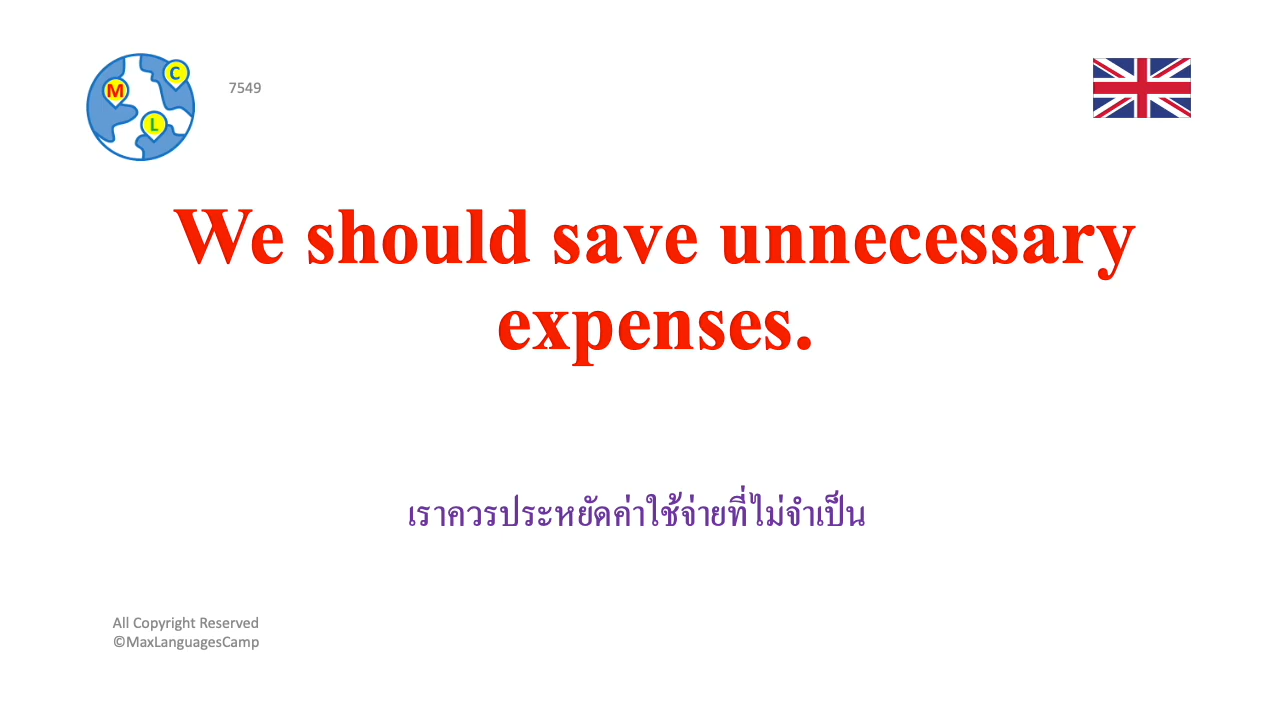 7549
C
M
L
We should save unnecessary
expenses.
เราควรประหยัดค่าใช้จ่ายที่ไม่จำเป็น
All Copyright Reserved
©MaxLanguagesCamp